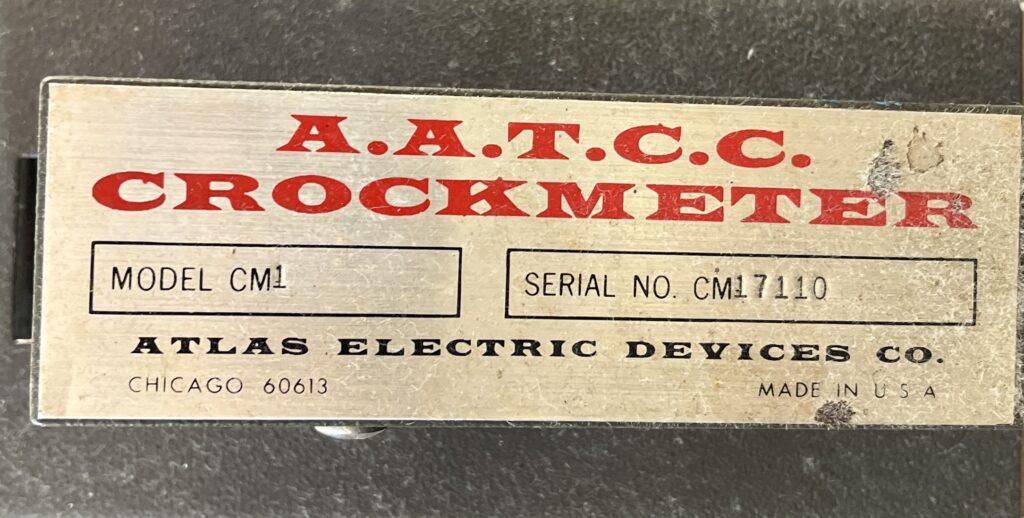 A.A.T.C.C.
CROCKMETER
MODEL CM1
SERIAL NO. CM17110
ATLAS ELECTRIC DEVICES CO.
CHICAGO 60613
MADE IN U S A